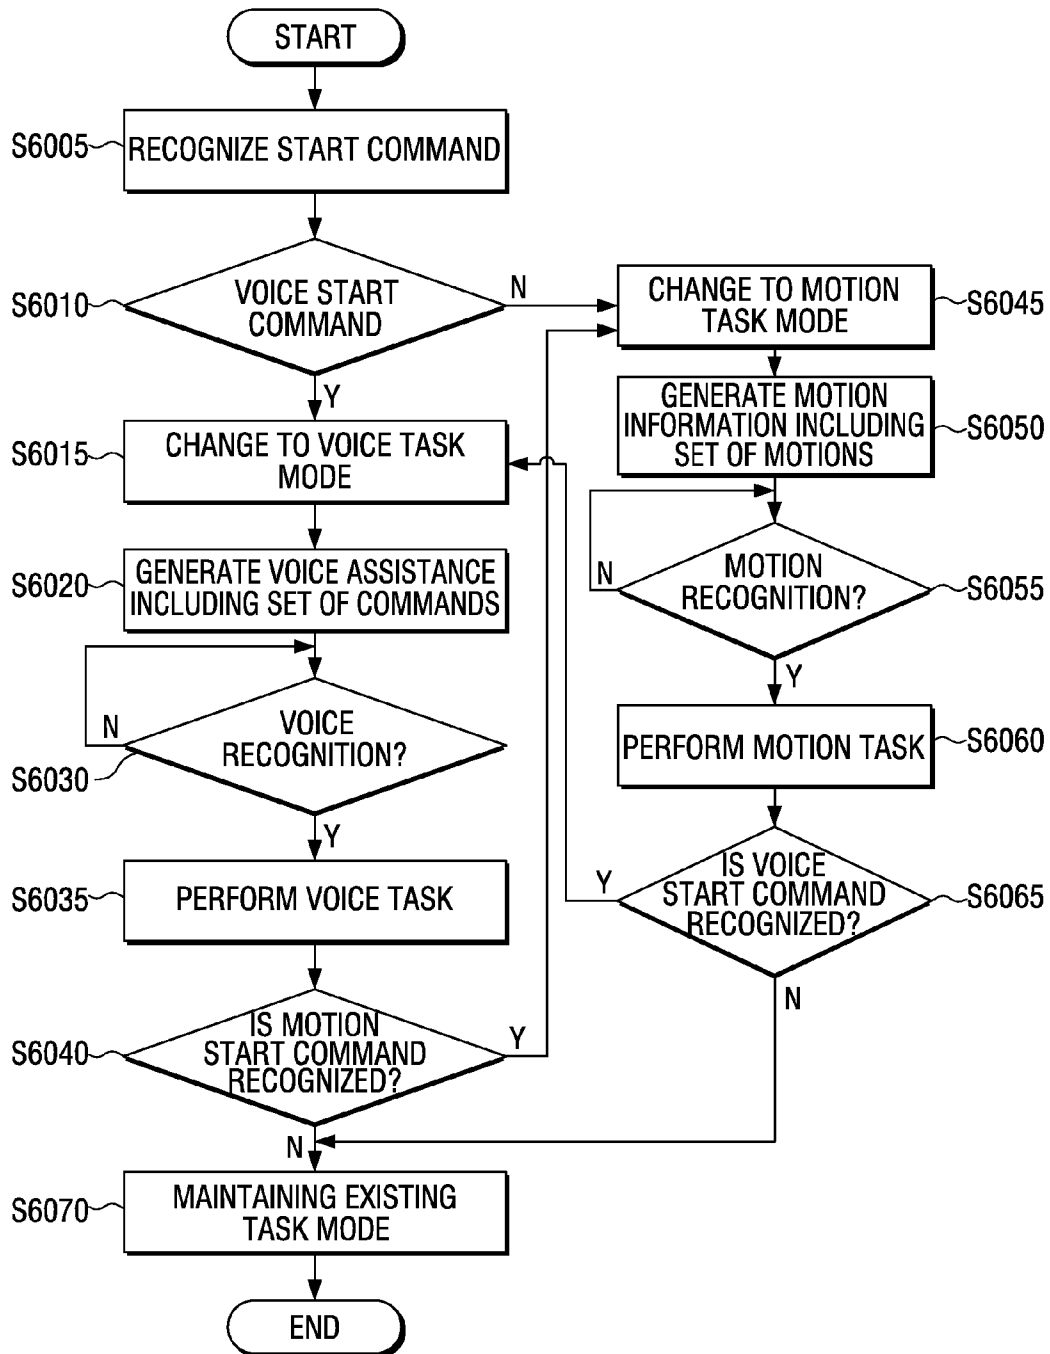 START
S6005
RECOGNIZE START COMMAND
S6010
VOICE START
COMMAND
N
Y
S6015
CHANGE TO VOICE TASK
MODE
S6020
GENERATE VOICE ASSISTANCE
INCLUDING SET OF COMMANDS
N
VOICE
RECOGNITION?
S6030
Y
S6035
PERFORM VOICE TASK
S6040
IS MOTION
START COMMAND
RECOGNIZED?
Y
N
S6070
MAINTAINING EXISTING
TASK MODE
END
CHANGE TO MOTION
TASK MODE
S6045
GENERATE MOTION
INFORMATION INCLUDING
SET OF MOTIONS
S6050
N
MOTION
RECOGNITION?
S6055
Y
PERFORM MOTION TASK
S6060
Y
IS VOICE
START COMMAND
RECOGNIZED?
S6065
N